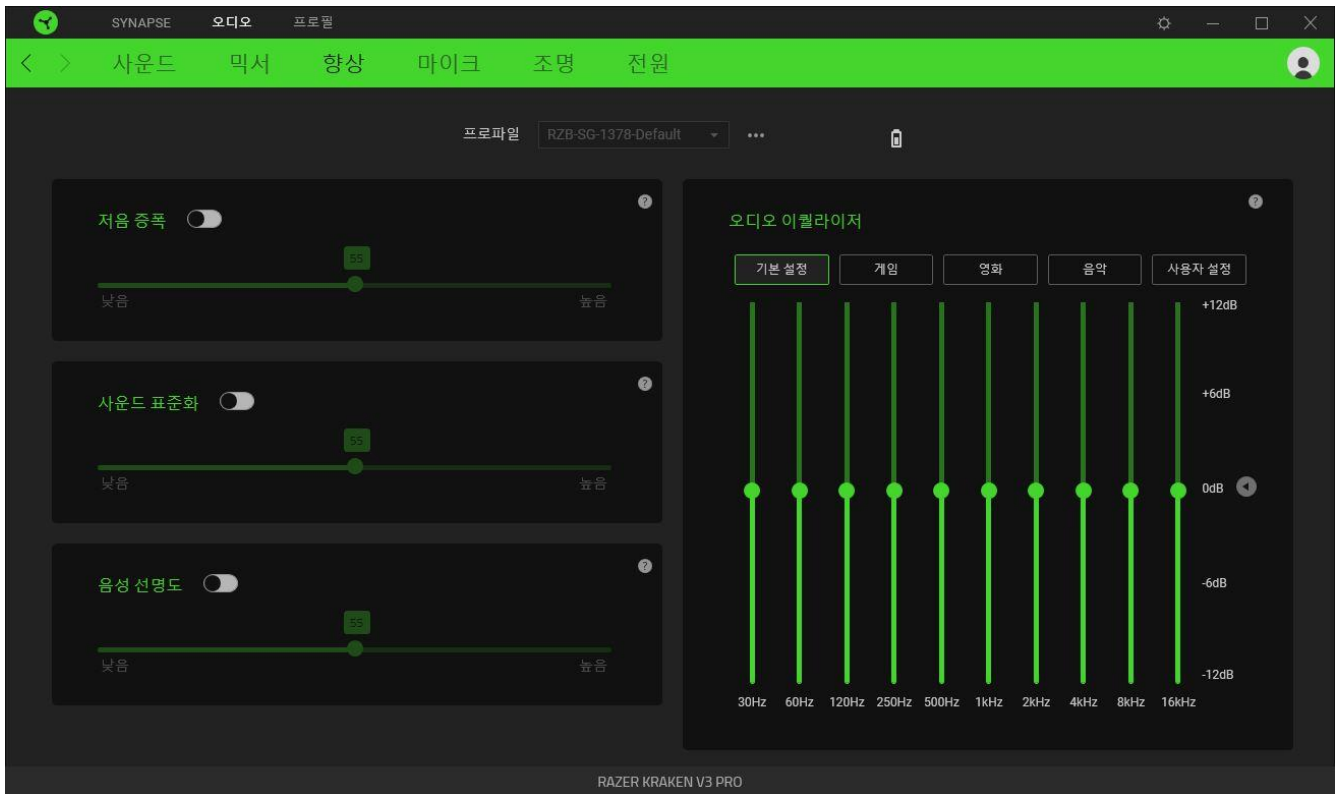 SYNAPSE 오디오 프로필
사운드 믹서 향상 마이크 조명 전원
프로파일 RZB-SG-1378-Default
저음 증폭
55
낮음 높음
사운드 표준화
55
낮음 높음
음성 선명도
55
낮음 높음
오디오 이퀄라이저
기본 설정 게임 영화 음악 사용자 설정
+12dB
+6dB
0dB
-6dB
-12dB
30Hz 60Hz 120Hz 250Hz 500Hz 1kHz 2kHz 4kHz 8kHz 16kHz
RAZER KRAKEN V3 PRO